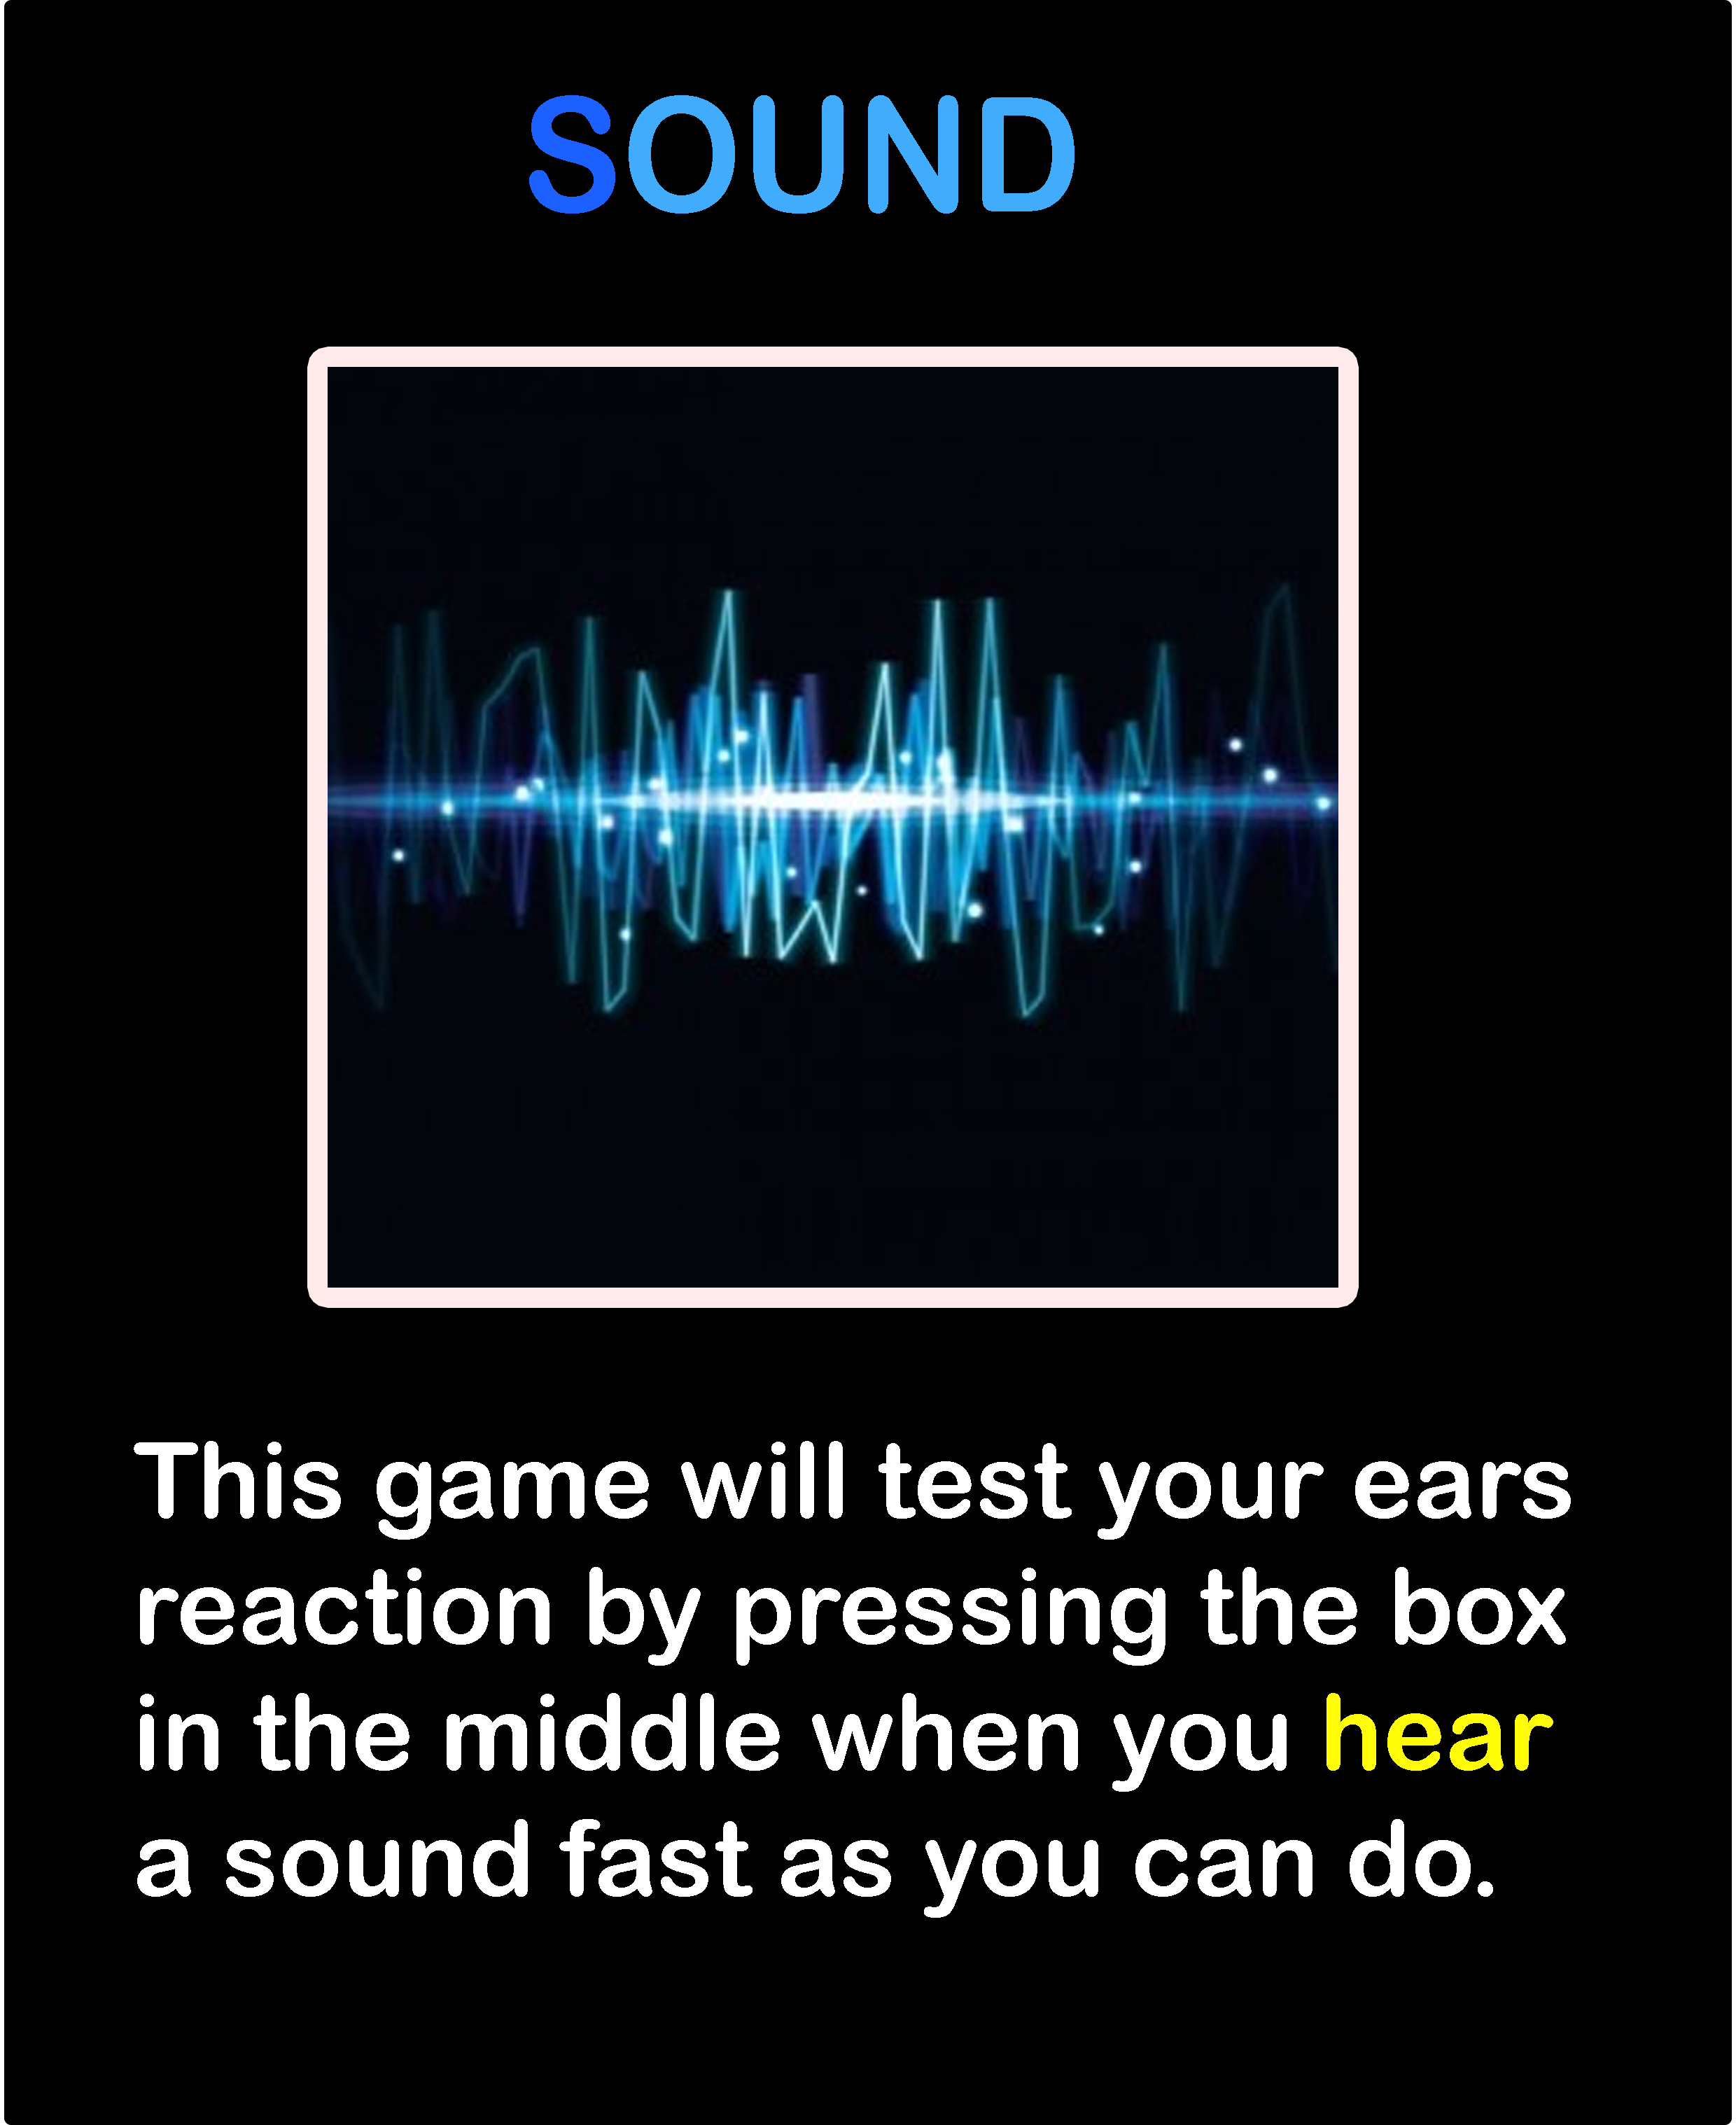 SOUND
This game will test your ears
reaction by pressing the box
in the middle when you hear
a sound fast as you can do.